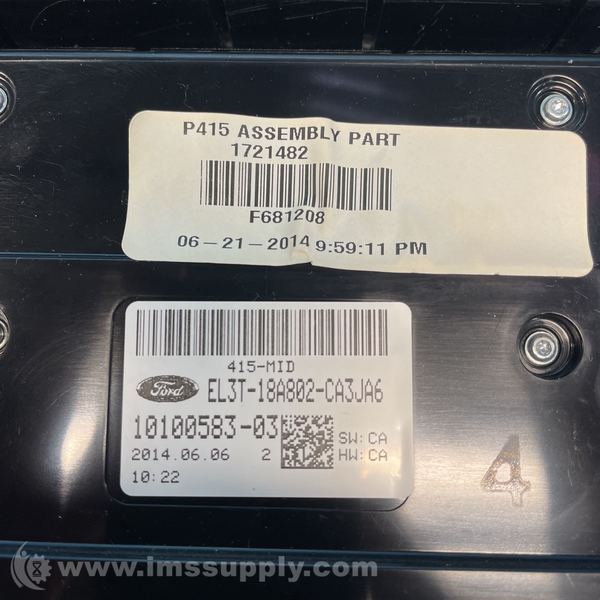 P415 ASSEMBLY PART
1721482
F681208
06-21-2014 9:59:11 PM
415-MID
Ford EL3T-18A802-CA3JA6
10100583-03
2014.06.06 2
SW:CA
HW:CA
10:22
4
© www.imssupply.com/ims